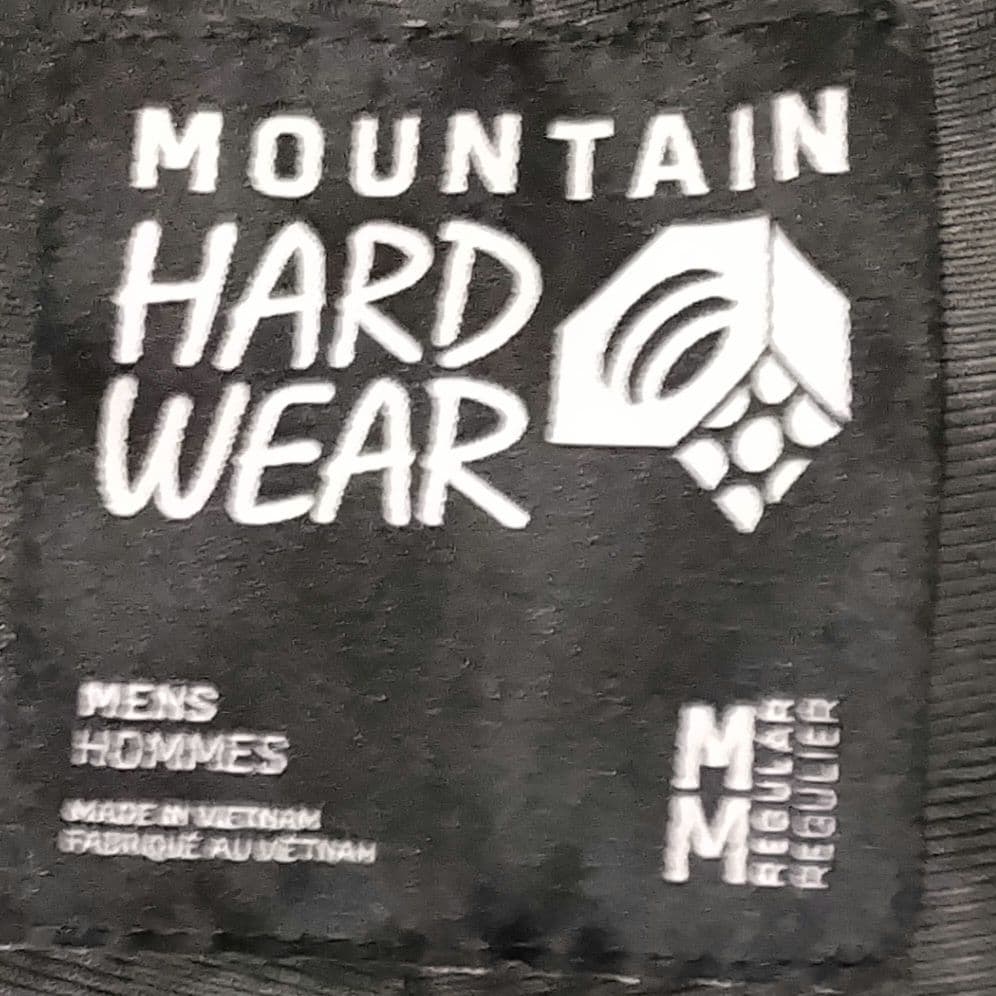 MOUNTAIN
HARD
WEAR
MENS
HOMMES
MADE IN VIETNAM
FABRIQUÉ AU VIETNAM
M
M
REGULAR
REGULIER